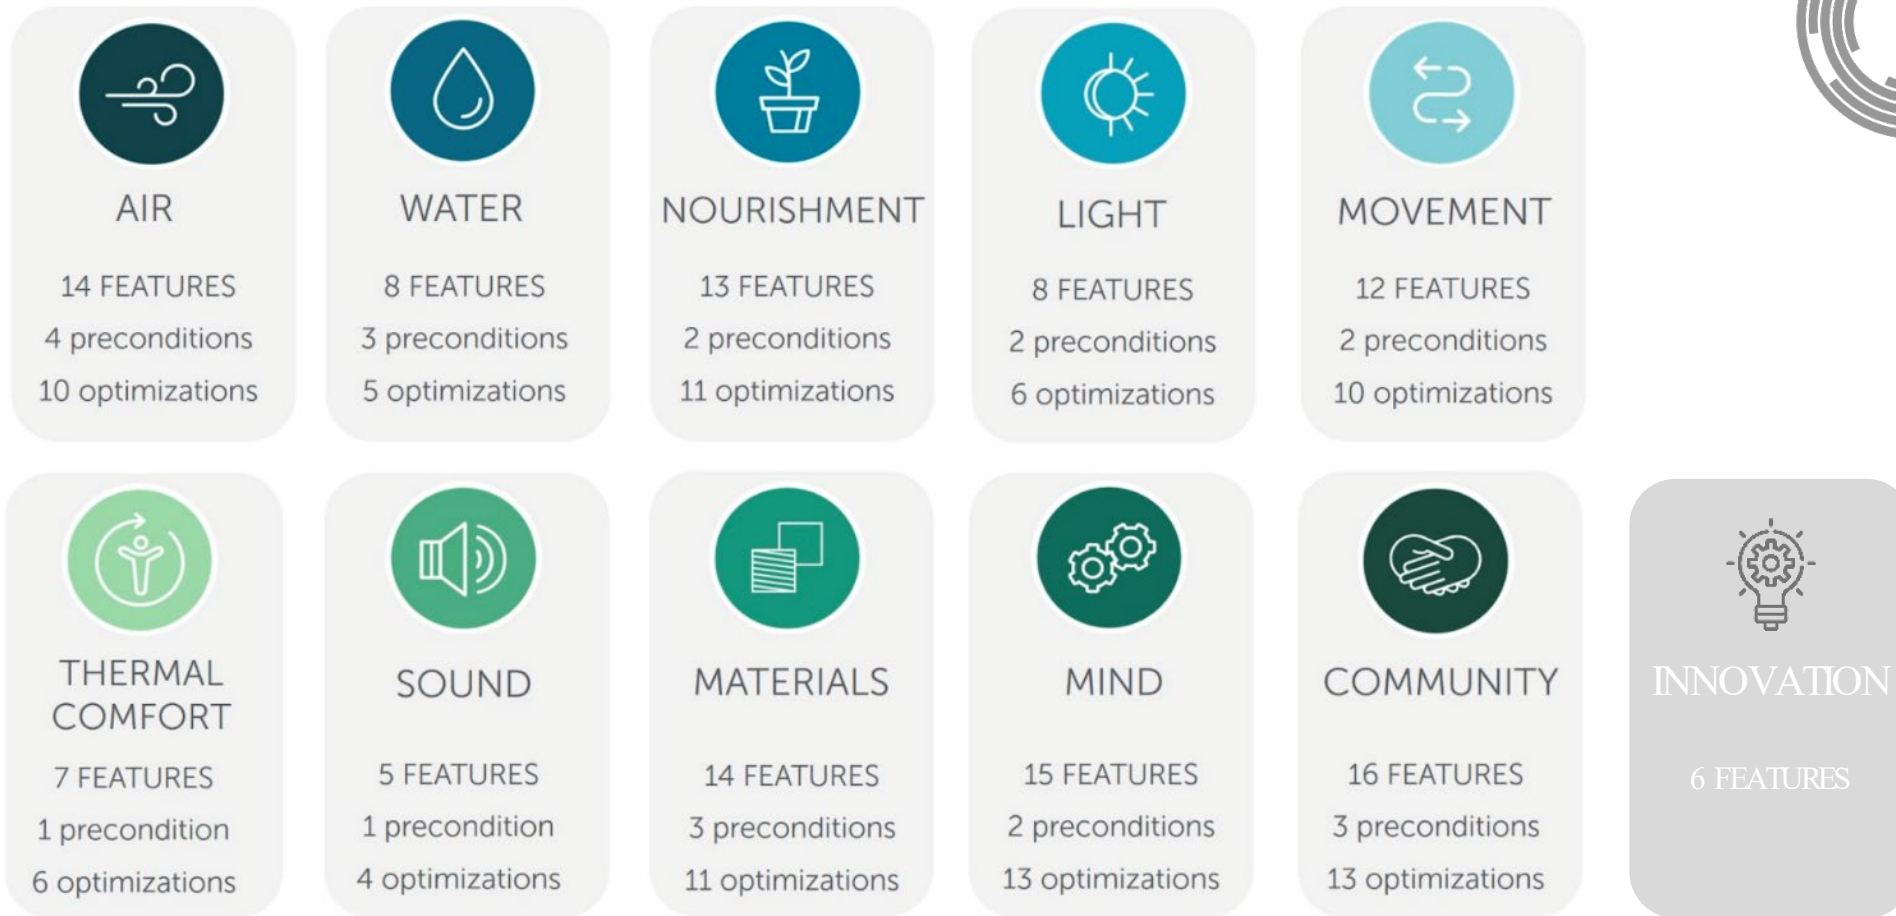 AIR
14 FEATURES
4 preconditions
10 optimizations
WATER
8 FEATURES
3 preconditions
5 optimizations
NOURISHMENT
13 FEATURES
2 preconditions
11 optimizations
LIGHT
8 FEATURES
2 preconditions
6 optimizations
MOVEMENT
12 FEATURES
2 preconditions
10 optimizations
THERMAL
COMFORT
7 FEATURES
1 precondition
6 optimizations
SOUND
5 FEATURES
1 precondition
4 optimizations
MATERIALS
14 FEATURES
3 preconditions
11 optimizations
MIND
15 FEATURES
2 preconditions
13 optimizations
COMMUNITY
16 FEATURES
3 preconditions
13 optimizations
INNOVATION
6 FEATURES